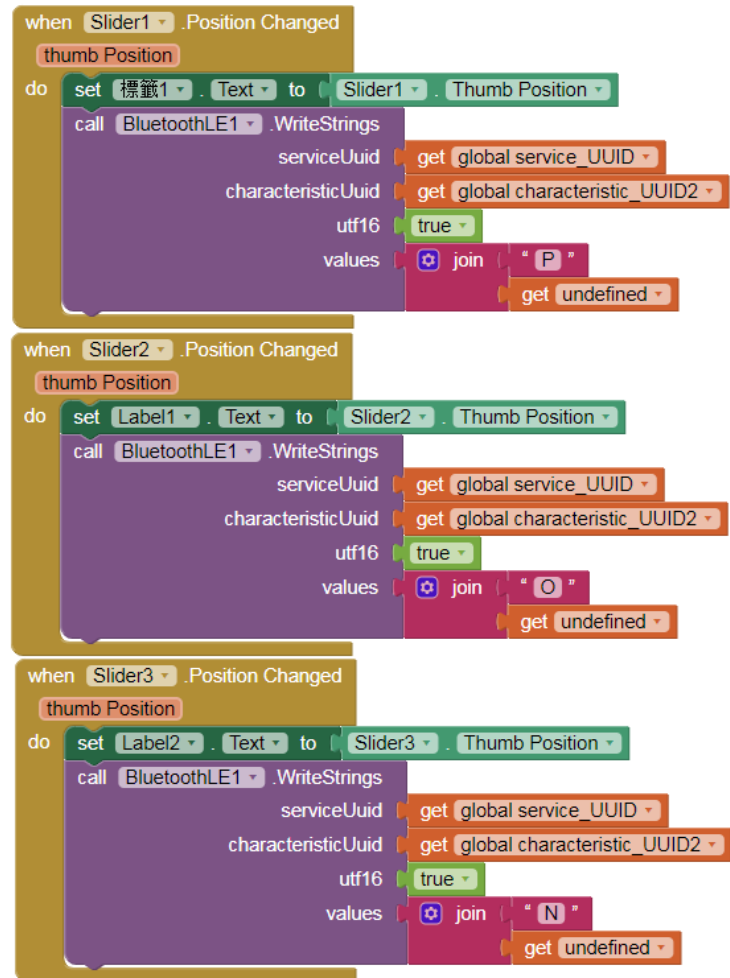 when Slider1 .Position Changed
thumb Position
do set 標籤1 . Text to Slider1 . Thumb Position
call BluetoothLE1 .WriteStrings
serviceUuid get global service_UUID
characteristicUuid get global characteristic_UUID2
utf16 true
values join " P "
get undefined
when Slider2 .Position Changed
thumb Position
do set Label1 . Text to Slider2 . Thumb Position
call BluetoothLE1 .WriteStrings
serviceUuid get global service_UUID
characteristicUuid get global characteristic_UUID2
utf16 true
values join " O "
get undefined
when Slider3 .Position Changed
thumb Position
do set Label2 . Text to Slider3 . Thumb Position
call BluetoothLE1 .WriteStrings
serviceUuid get global service_UUID
characteristicUuid get global characteristic_UUID2
utf16 true
values join " N "
get undefined